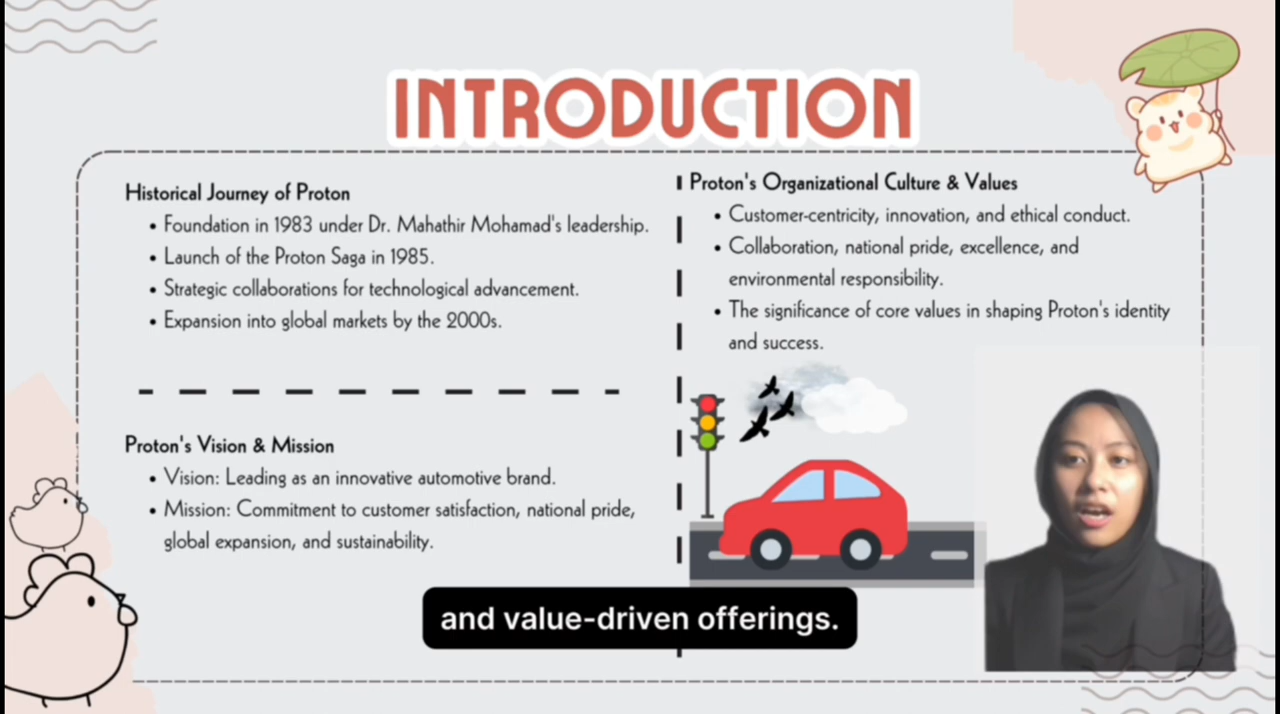 INTRODUCTION
Historical Journey of Proton
• Foundation in 1983 under Dr. Mahathir Mohamad's leadership.
• Launch of the Proton Saga in 1985.
• Strategic collaborations for technological advancement.
• Expansion into global markets by the 2000s.
Proton's Vision & Mission
• Vision: Leading as an innovative automotive brand.
• Mission: Commitment to customer satisfaction, national pride,
global expansion, and sustainability.
Proton's Organizational Culture & Values
• Customer-centricity, innovation, and ethical conduct.
• Collaboration, national pride, excellence, and
environmental responsibility.
• The significance of core values in shaping Proton's identity
and success.
and value-driven offerings.